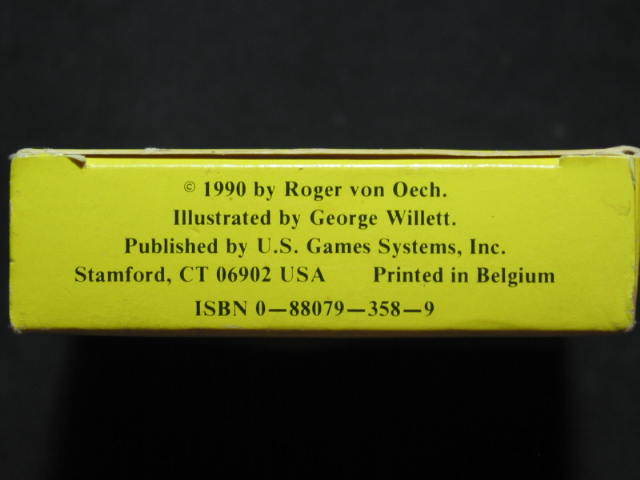 © 1990 by Roger von Oech.
Illustrated by George Willett.
Published by U.S. Games Systems, Inc.
Stamford, CT 06902 USA Printed in Belgium
ISBN 0—88079—358—9